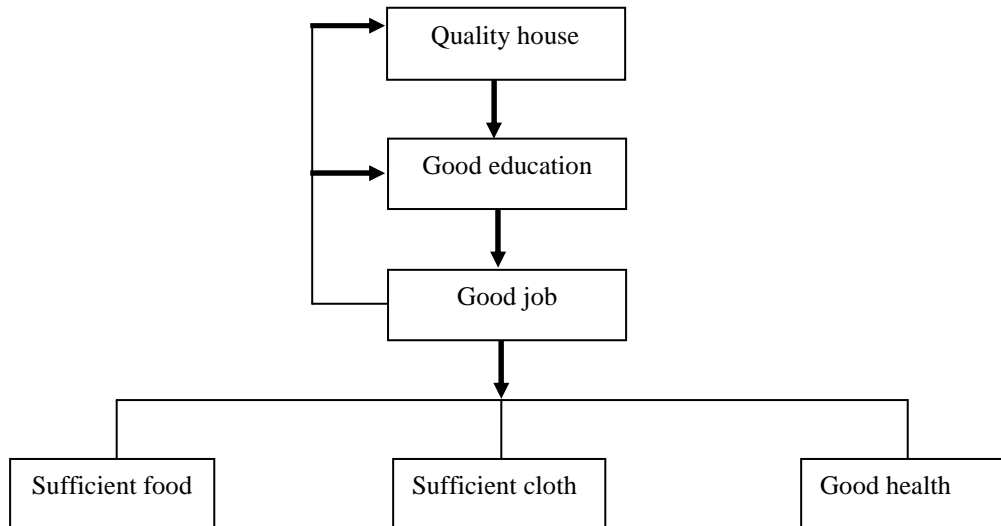 Quality house
Good education
Good job
Sufficient food
Sufficient cloth
Good health